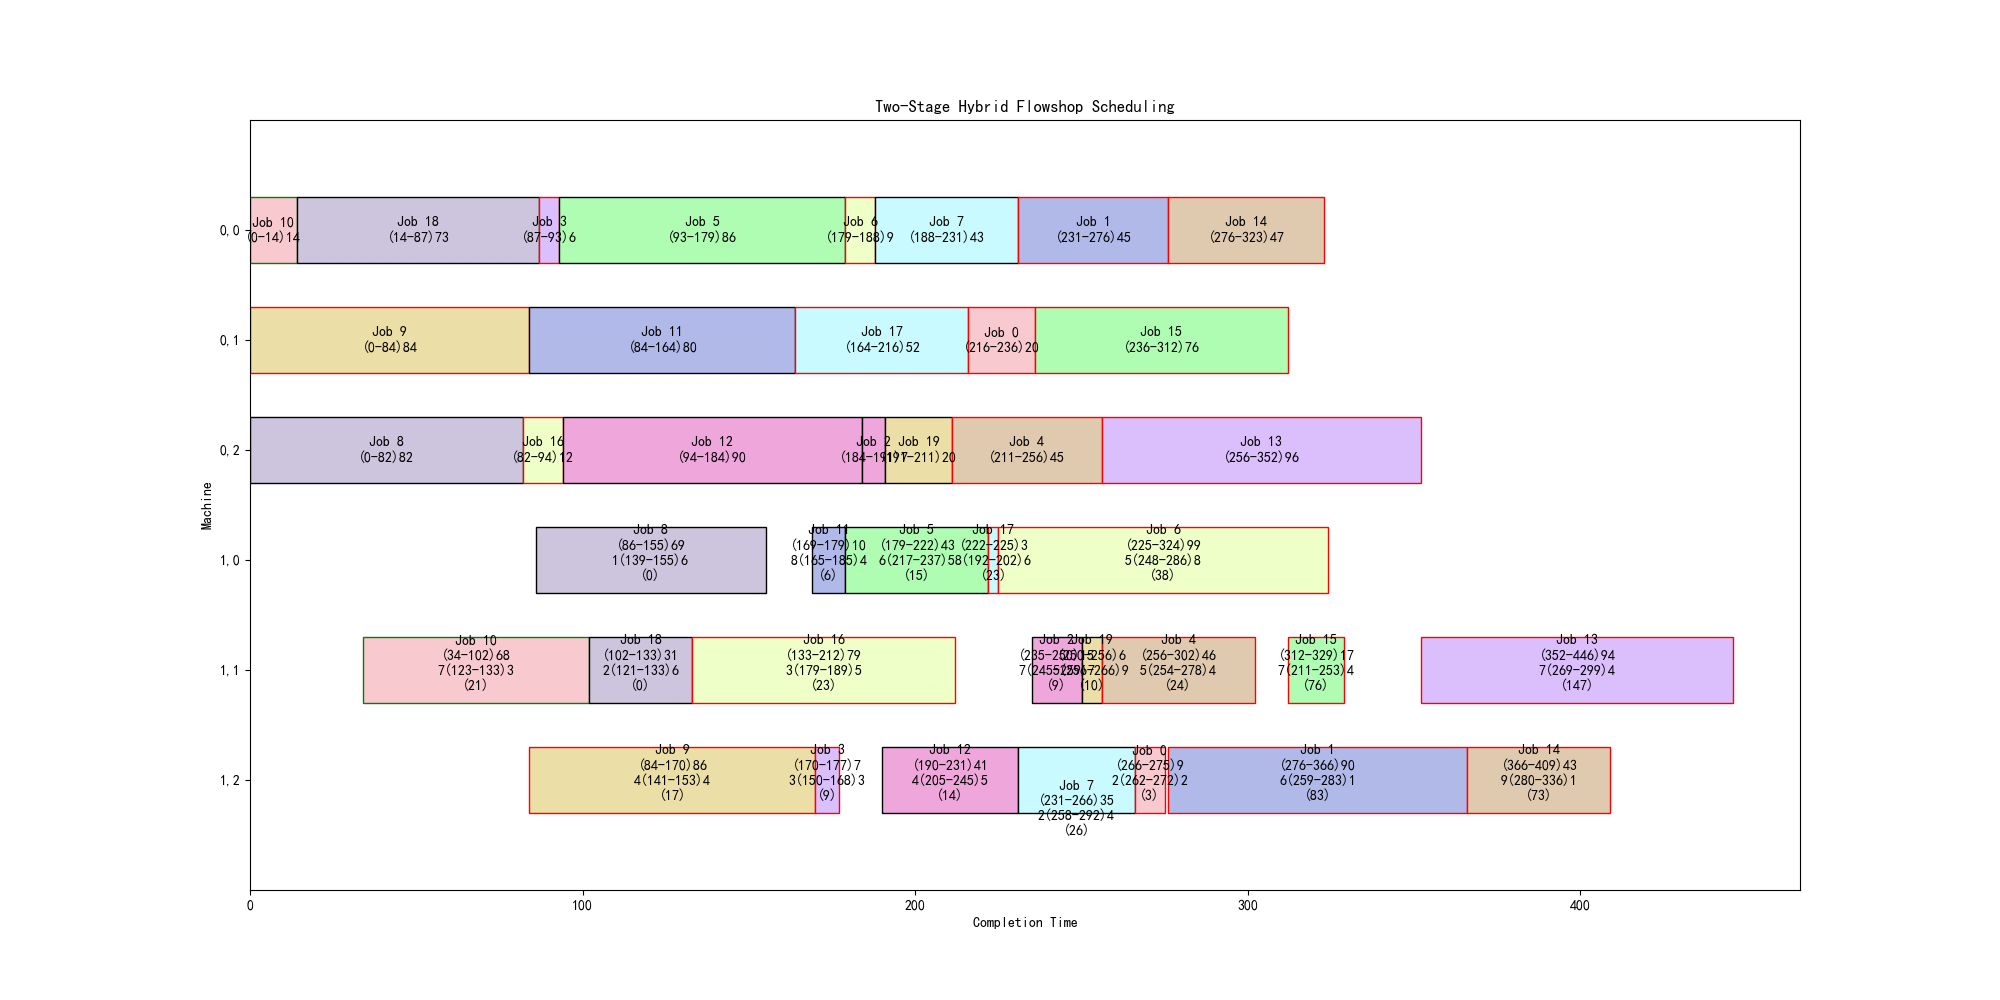 Two-Stage Hybrid Flowshop Scheduling
0,0
Job 10
(0-14)14
Job 18
(14-87)73
Job 3
(87-93)6
Job 5
(93-179)86
Job 6
(179-188)9
Job 7
(188-231)43
Job 1
(231-276)45
Job 14
(276-323)47
0,1
Job 9
(0-84)84
Job 11
(84-164)80
Job 17
(164-216)52
Job 0
(216-236)20
Job 15
(236-312)76
0,2
Job 8
(0-82)82
Job 16
(82-94)12
Job 12
(94-184)90
Job 2
(184-191)7
Job 19
(191-211)20
Job 4
(211-256)45
Job 13
(256-352)96
1,0
Job 8
(86-155)69
1(139-155)6
(0)
Job 11
(169-179)10
8(165-185)4
(6)
Job 5
(179-222)43
6(217-237)58
(15)
Job 17
(222-225)3
(192-202)6
(23)
Job 6
(225-324)99
5(248-286)8
(38)
1,1
Job 10
(34-102)68
7(123-133)3
(21)
Job 18
(102-133)31
2(121-133)6
(0)
Job 16
(133-212)79
3(179-189)5
(23)
Job 2
(235-250)15
(9)
Job 19
(250-256)6
(10)
Job 4
(256-302)46
5(254-278)4
(24)
Job 15
(312-329)17
7(211-253)4
(76)
Job 13
(352-446)94
7(269-299)4
(147)
1,2
Job 9
(84-170)86
4(141-153)4
(17)
Job 3
(170-177)7
3(150-168)3
(9)
Job 12
(190-231)41
4(205-245)5
(14)
Job 7
(231-266)35
2(258-292)4
(26)
Job 0
(266-275)9
2(262-272)2
(3)
Job 1
(276-366)90
6(259-283)1
(83)
Job 14
(366-409)43
9(280-336)1
(73)
Machine
0
100
200
300
400
Completion Time